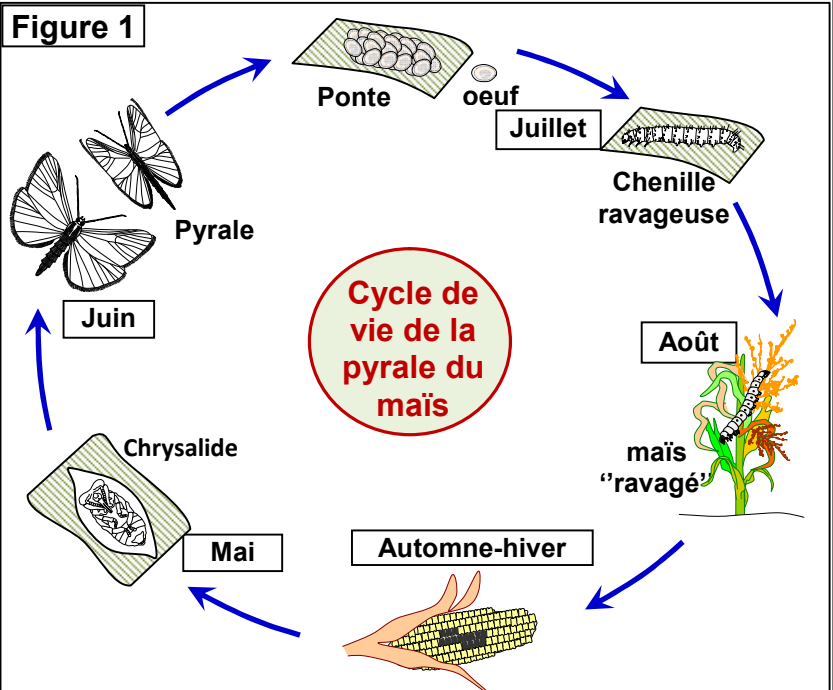 Figure 1
Ponte
oeuf
Juillet
Chenille
ravageuse
Pyrale
Juin
Cycle de
vie de la
pyrale du
maïs
Août
maïs
‘’ravagé’’
Chrysalide
Mai
Automne-hiver